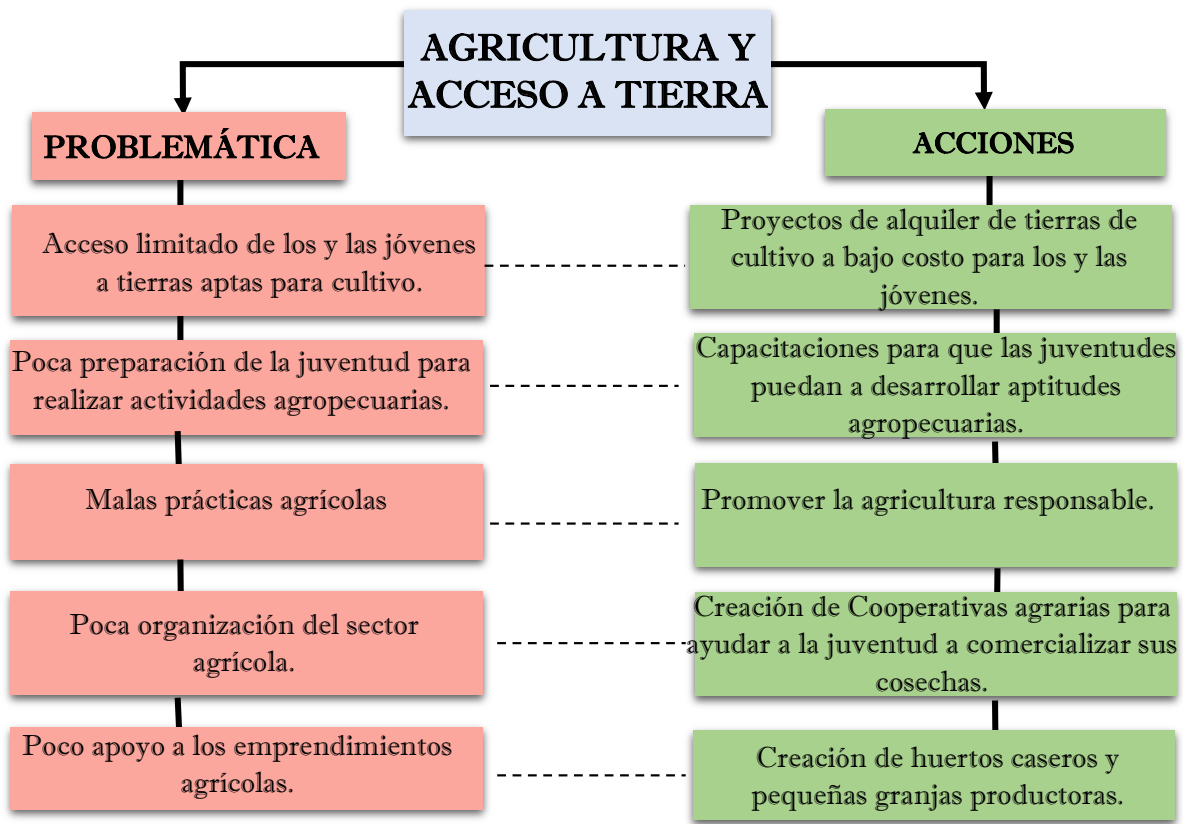 AGRICULTURA Y
ACCESO A TIERRA
PROBLEMÁTICA
ACCIONES
Acceso limitado de los y las jóvenes
a tierras aptas para cultivo.
Proyectos de alquiler de tierras de
cultivo a bajo costo para los y las
jóvenes.
Poca preparación de la juventud para
realizar actividades agropecuarias.
Capacitaciones para que las juventudes
puedan a desarrollar aptitudes
agropecuarias.
Malas prácticas agrícolas
Promover la agricultura responsable.
Poca organización del sector
agrícola.
Creación de Cooperativas agrarias para
ayudar a la juventud a comercializar sus
cosechas.
Poco apoyo a los emprendimientos
agrícolas.
Creación de huertos caseros y
pequeñas granjas productoras.